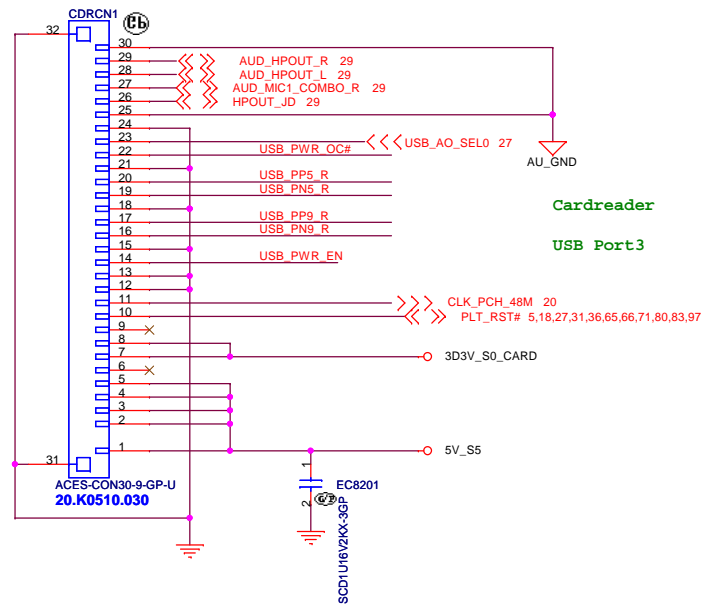 CDRCN1
32
30
29 AUD_HPOUT_R 29
28 AUD_HPOUT_L 29
27 AUD_MIC1_COMBO_R 29
26 HPOUT_JD 29
25
24
23 USB_AO_SEL0 27
22 USB_PWR_OC#
AU_GND
21
20 USB_PP5_R
19 USB_PN5_R
18
Cardreader
17 USB_PP9_R
16 USB_PN9_R
USB Port3
15
14 USB_PWR_EN
13
12
11 CLK_PCH_48M 20
10 PLT_RST# 5,18,27,31,36,65,66,71,80,83,97
9
8
7 3D3V_S0_CARD
6
5
4
3
2
1 5V_S5
31
1
EC8201
2
SCD1U16V2KX-3GP
ACES-CON30-9-GP-U
20.K0510.030